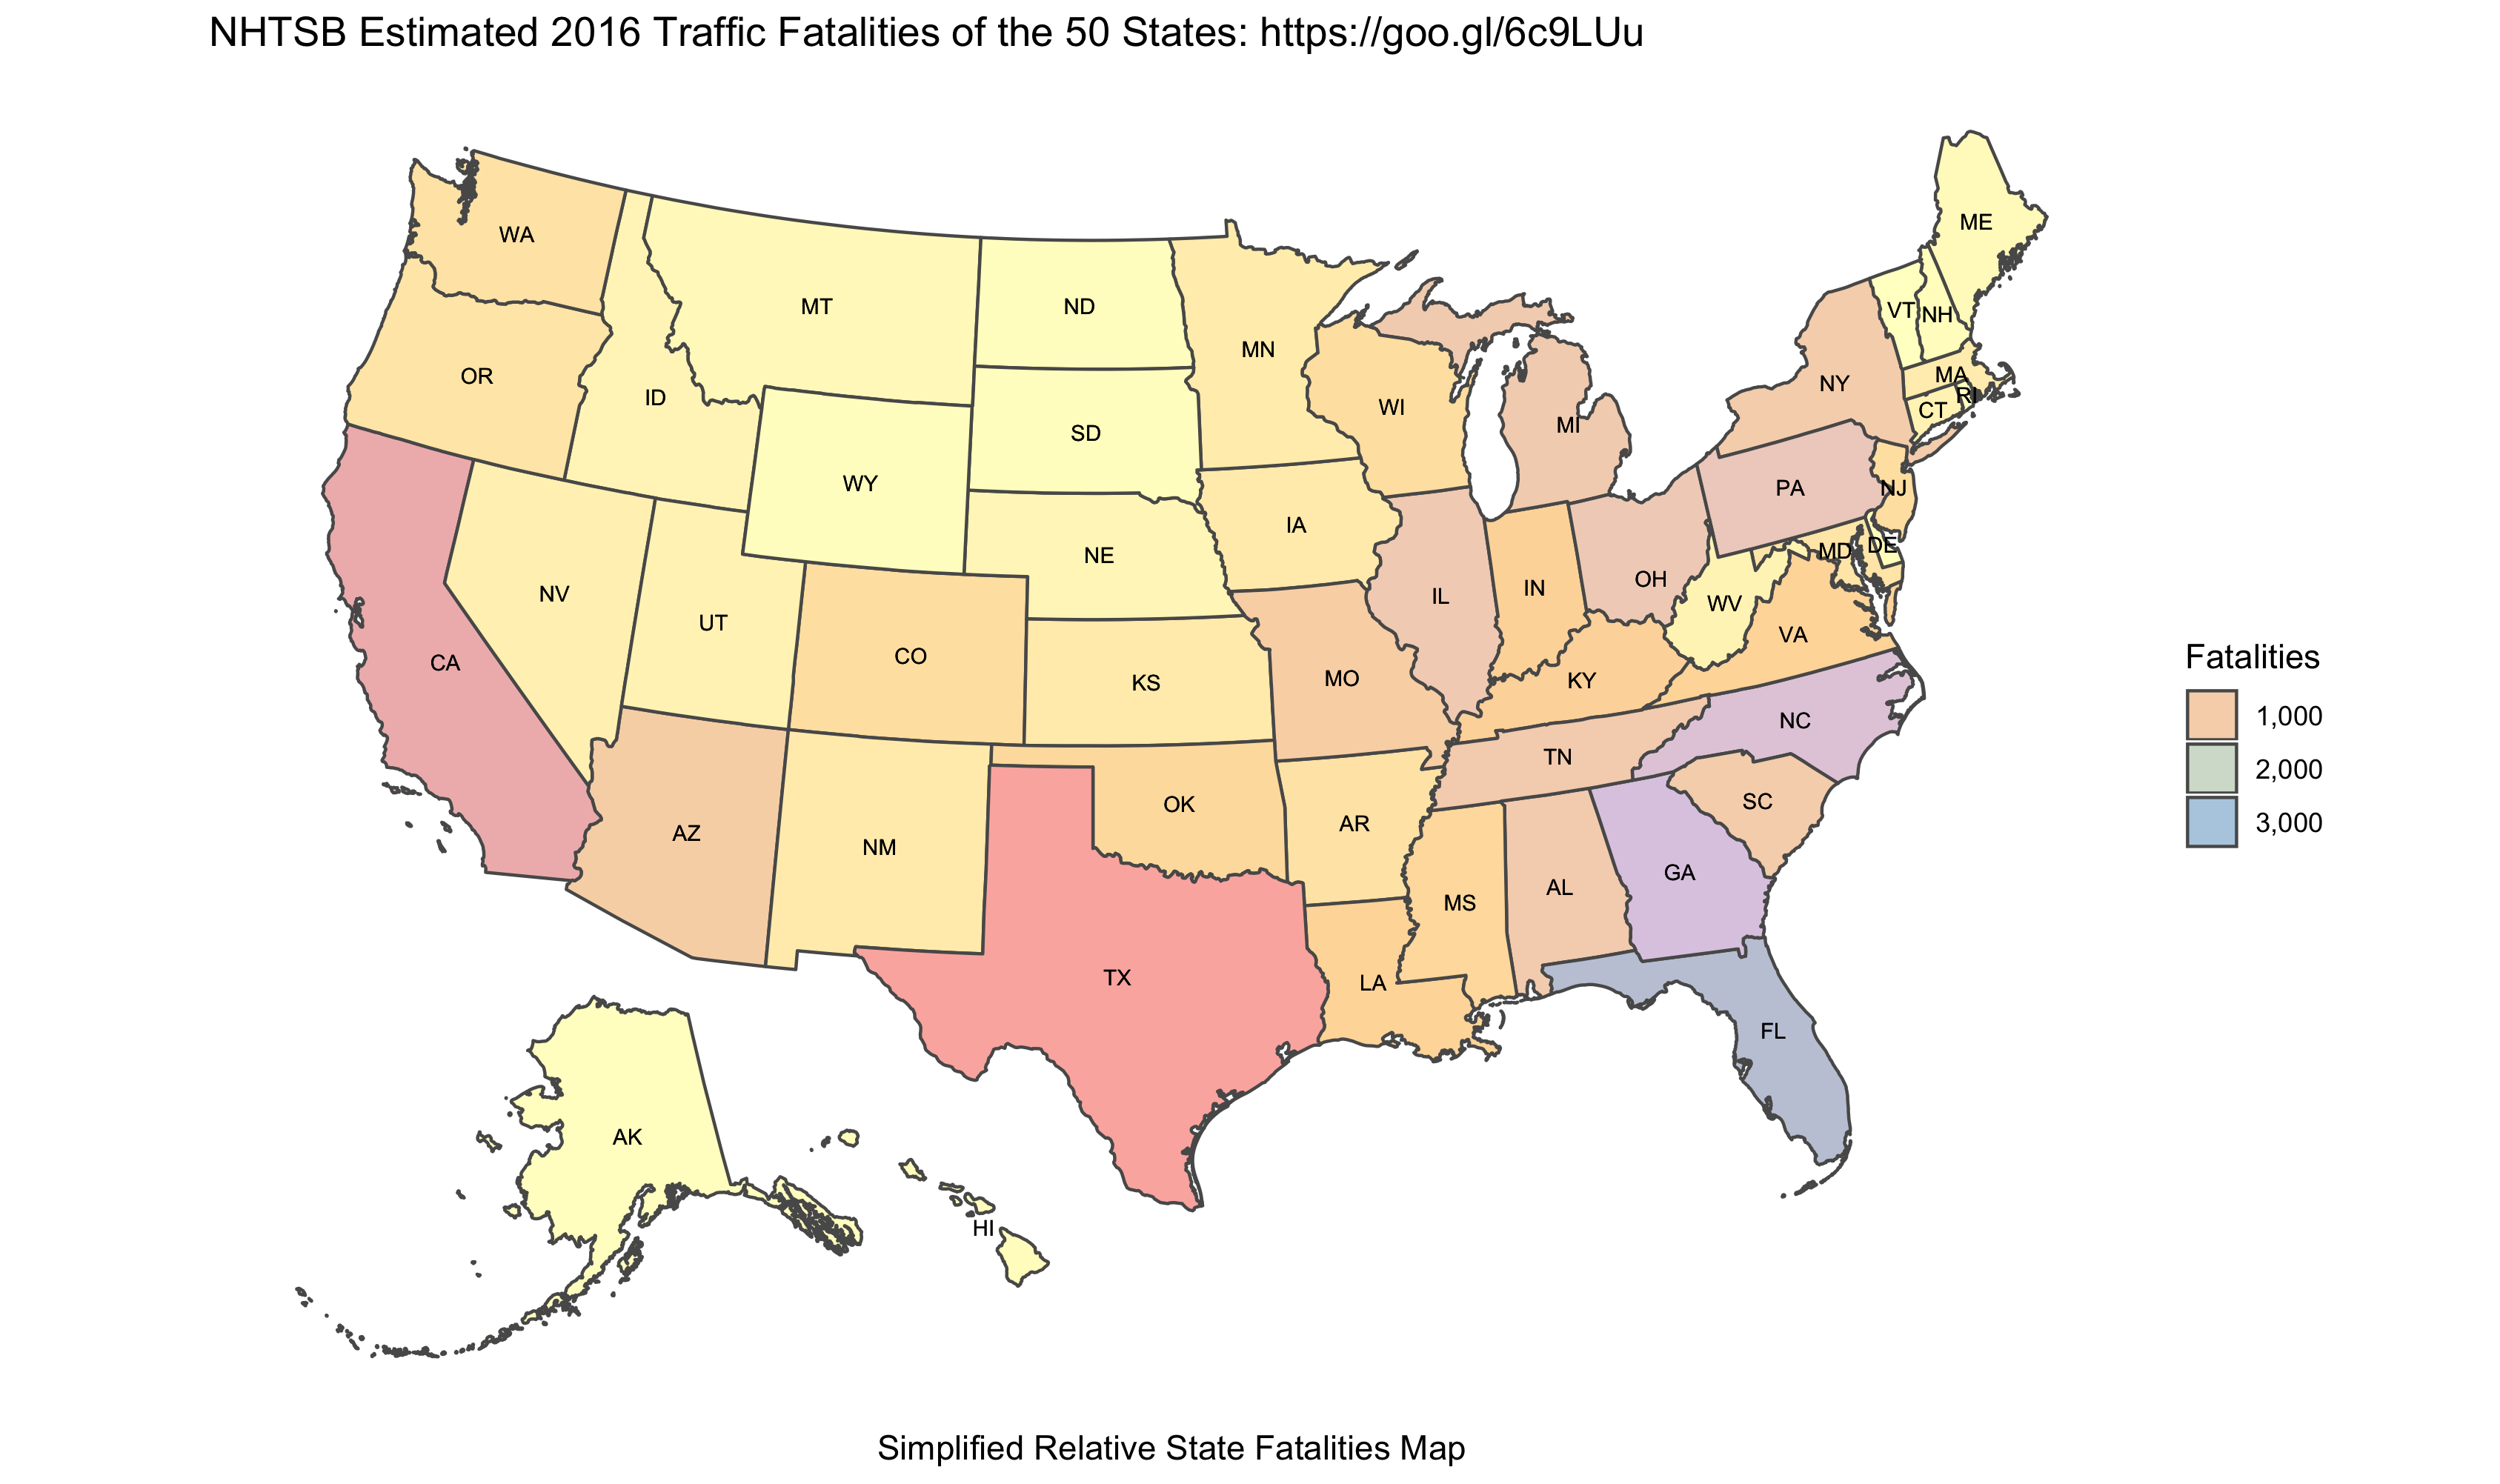 NHTSB Estimated 2016 Traffic Fatalities of the 50 States: https://goo.gl/6c9LUu
WA
ME
MT
ND
VT
NH
MN
OR
NY
MA
ID
RI
WI
CT
MI
SD
WY
PA
NJ
IA
DE
MD
NE
OH
IN
NV
IL
WV
UT
VA
CO
CA
MO
KY
KS
NC
TN
OK
SC
AR
AZ
NM
GA
AL
MS
TX
LA
FL
AK
HI
Fatalities
1,000
2,000
3,000
Simplified Relative State Fatalities Map